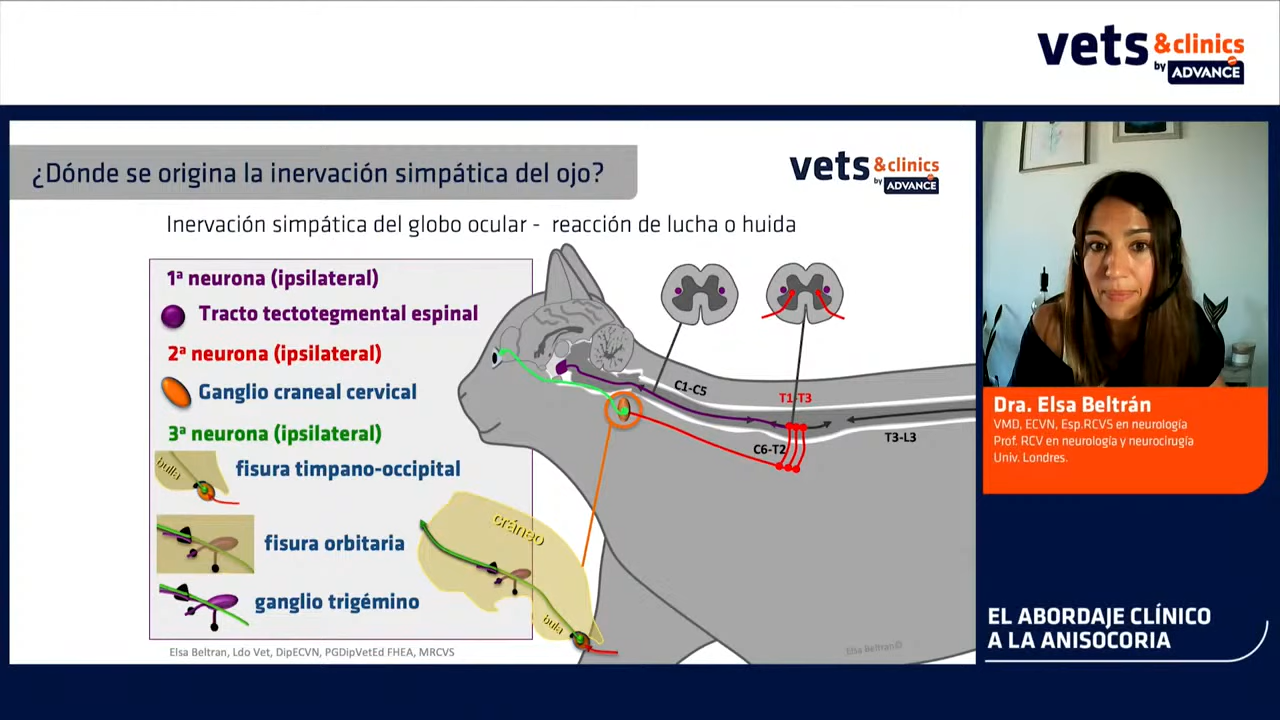 vets &clinics
by ADVANCE
¿Dónde se origina la inervación simpática del ojo?
vets &clinics
by ADVANCE
Inervación simpática del globo ocular - reacción de lucha o huida
1ª neurona (ipsilateral)
Tracto tectotegmental espinal
2ª neurona (ipsilateral)
Ganglio craneal cervical
3ª neurona (ipsilateral)
bulla
fisura timpano-occipital
fisura orbitaria
ganglio trigémino
C1-C5
T1-T3
C6-T2
T3-L3
cráneo
bula
Elsa Beltran, Ldo Vet, DipECVN, PGDipVetEd FHEA, MRCVS
Elsa Beltran©
Dra. Elsa Beltrán
VMD, ECVN, Esp.RCVS en neurología
Prof. RCV en neurología y neurocirugía
Univ. Londres.
EL ABORDAJE CLÍNICO
A LA ANISOCORIA